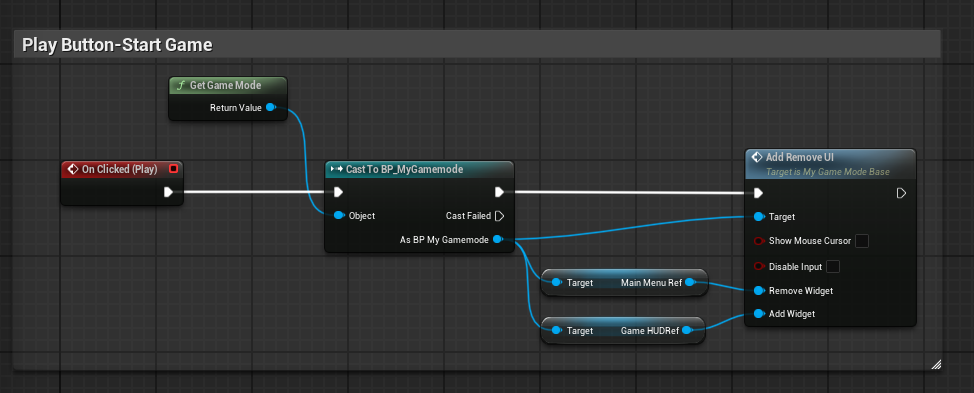 Play Button-Start Game
Get Game Mode
Return Value
On Clicked (Play)
Cast To BP_MyGamemode
Object
Cast Failed
As BP My Gamemode
Target Main Menu Ref
Target Game HUDRef
Add Remove UI
Target is My Game Mode Base
Target
Show Mouse Cursor
Disable Input
Remove Widget
Add Widget